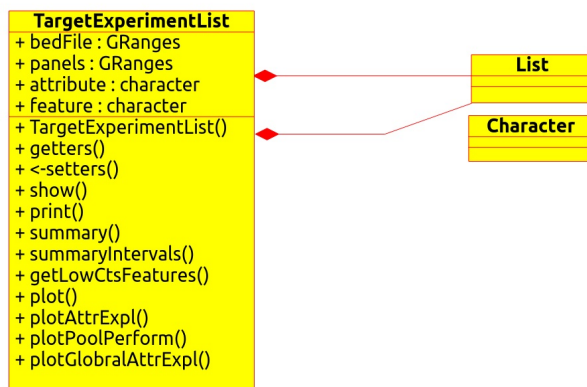 TargetExperimentList
+ bedFile : GRanges
+ panels : GRanges
+ attribute : character
+ feature : character
+ TargetExperimentList()
+ getters()
+ <-setters()
+ show()
+ print()
+ summary()
+ summaryIntervals()
+ getLowCtsFeatures()
+ plot()
+ plotAttrExpl()
+ plotPoolPerform()
+ plotGlobralAttrExpl()
List
Character